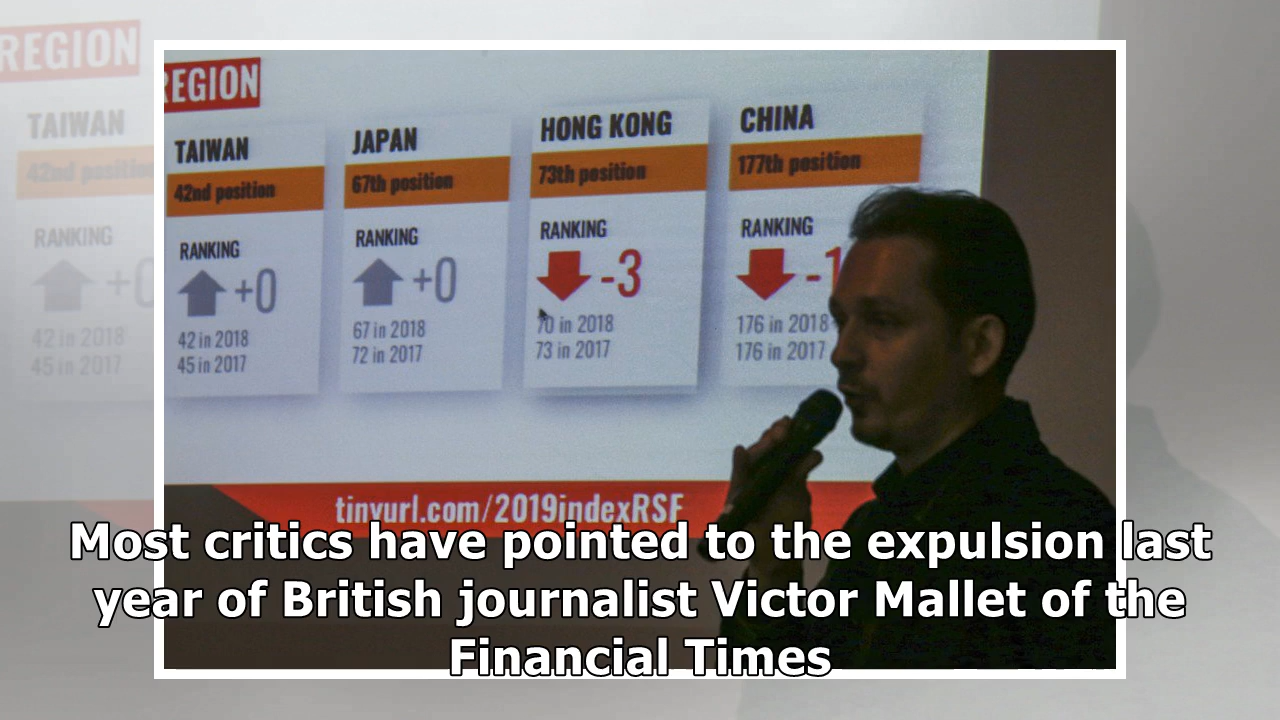 REGION
TAIWAN
42nd position
RANKING
+0
42 in 2018
45 in 2017
JAPAN
67th position
RANKING
+0
67 in 2018
72 in 2017
HONG KONG
73th position
RANKING
-3
70 in 2018
73 in 2017
CHINA
177th position
RANKING
-1
176 in 2018
176 in 2017
tinyurl.com/2019indexRSF
Most critics have pointed to the expulsion last
year of British journalist Victor Mallet of the
Financial Times